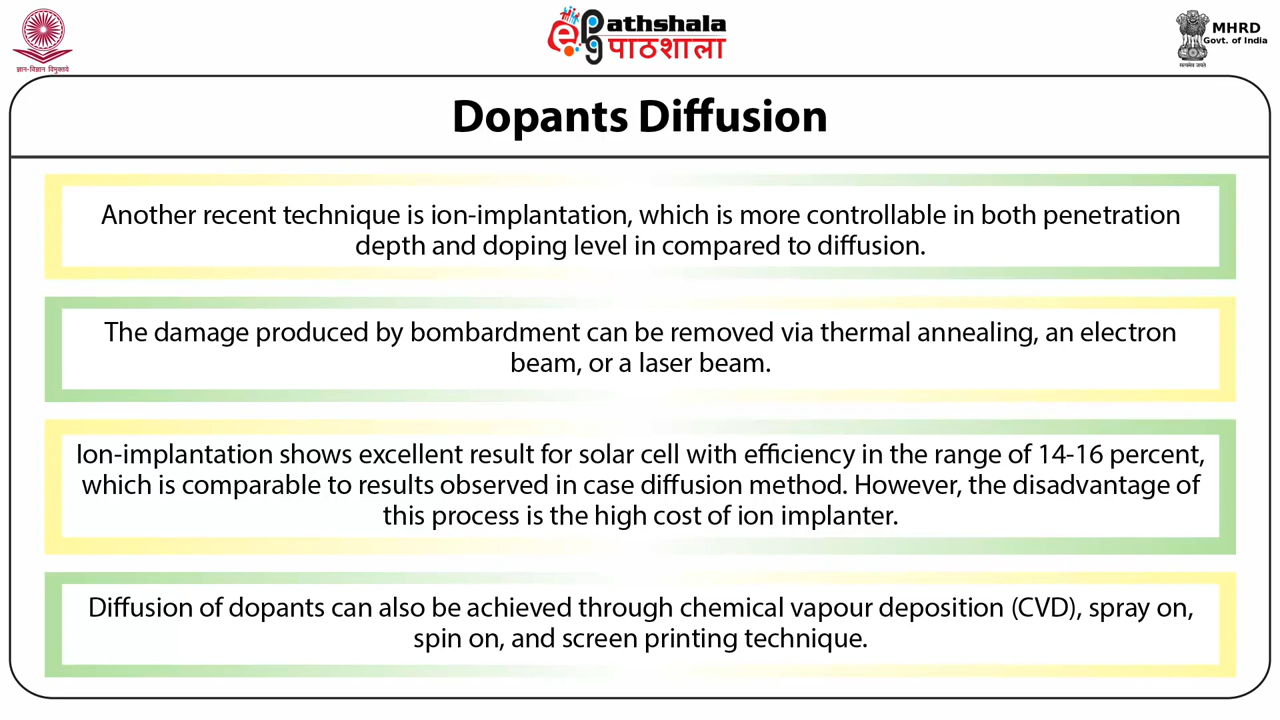 ज्ञान-विज्ञान विमुक्तये
ePathshala
पाठशाला
MHRD
Govt. of India
सत्यमेव जयते
Dopants Diffusion
Another recent technique is ion-implantation, which is more controllable in both penetration
depth and doping level in compared to diffusion.
The damage produced by bombardment can be removed via thermal annealing, an electron
beam, or a laser beam.
Ion-implantation shows excellent result for solar cell with efficiency in the range of 14-16 percent,
which is comparable to results observed in case diffusion method. However, the disadvantage of
this process is the high cost of ion implanter.
Diffusion of dopants can also be achieved through chemical vapour deposition (CVD), spray on,
spin on, and screen printing technique.